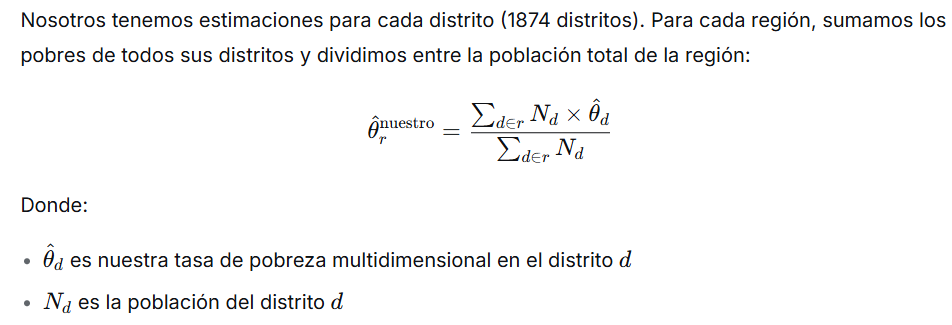 Nosotros tenemos estimaciones para cada distrito (1874 distritos). Para cada región, sumamos los
pobres de todos sus distritos y dividimos entre la población total de la región:
θ̂_r^nuestro = (∑_{d∈r} N_d × θ̂_d) / (∑_{d∈r} N_d)
Donde:
• θ̂_d es nuestra tasa de pobreza multidimensional en el distrito d
• N_d es la población del distrito d